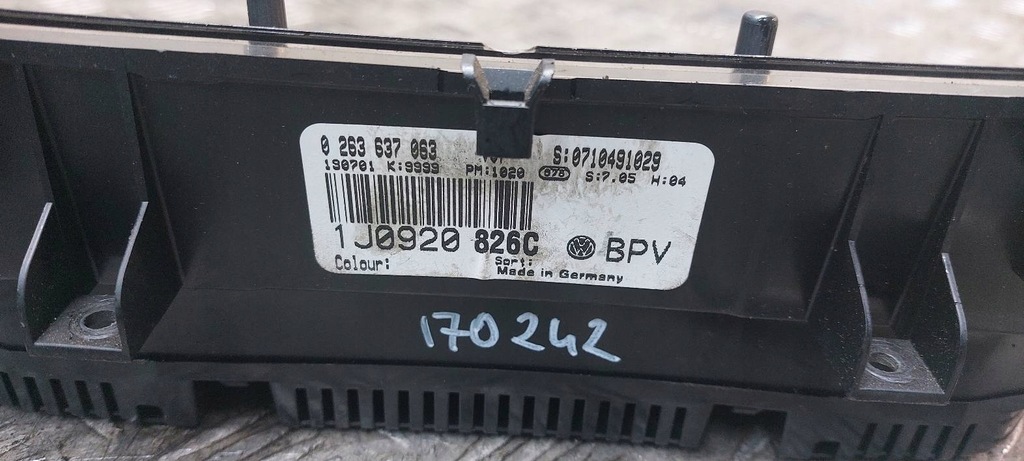 0 263 637 063 S:0710491029
190701 K:9999 PM:1020 S:7.05 H:04
1J0920 826C VW BPV
Colour: Sort:
Made in Germany
170242